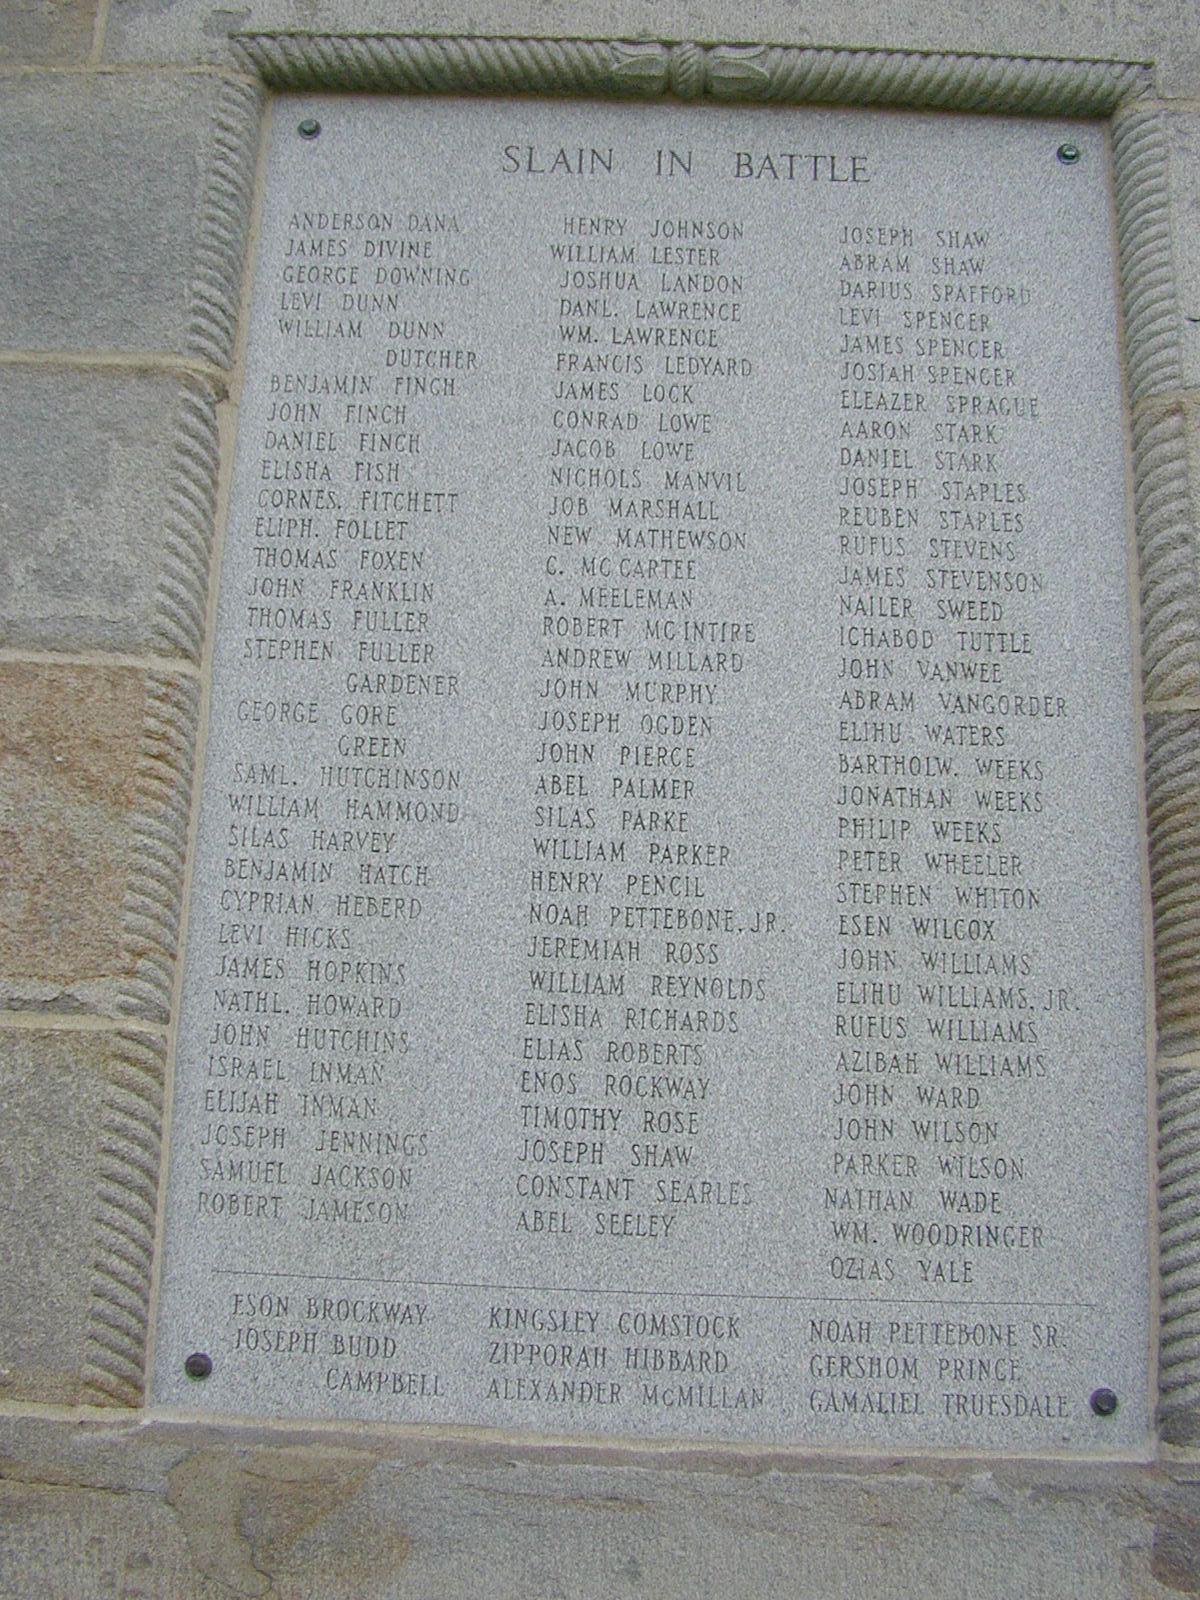 SLAIN IN BATTLE
ANDERSON DANA
JAMES DIVINE
GEORGE DOWNING
LEVI DUNN
WILLIAM DUNN
DUTCHER
BENJAMIN FINCH
JOHN FINCH
DANIEL FINCH
ELISHA FISH
CORNES. FITCHETT
ELIPH. FOLLET
THOMAS FOXEN
JOHN FRANKLIN
THOMAS FULLER
STEPHEN FULLER
GARDENER
GEORGE GORE
GREEN
SAML. HUTCHINSON
WILLIAM HAMMOND
SILAS HARVEY
BENJAMIN HATCH
CYPRIAN HEBERD
LEVI HICKS
JAMES HOPKINS
NATHL. HOWARD
JOHN HUTCHINS
ISRAEL INMAN
ELIJAH INMAN
JOSEPH JENNINGS
SAMUEL JACKSON
ROBERT JAMESON
HENRY JOHNSON
WILLIAM LESTER
JOSHUA LANDON
DANL. LAWRENCE
WM. LAWRENCE
FRANCIS LEDYARD
JAMES LOCK
CONRAD LOWE
JACOB LOWE
NICHOLS MANVIL
JOB MARSHALL
NEW MATHEWSON
C. MC CARTEE
A. MEELEMAN
ROBERT MC INTIRE
ANDREW MILLARD
JOHN MURPHY
JOSEPH OGDEN
JOHN PIERCE
ABEL PALMER
SILAS PARKE
WILLIAM PARKER
HENRY PENCIL
NOAH PETTEBONE, JR.
JEREMIAH ROSS
WILLIAM REYNOLDS
ELISHA RICHARDS
ELIAS ROBERTS
ENOS ROCKWAY
TIMOTHY ROSE
JOSEPH SHAW
CONSTANT SEARLES
ABEL SEELEY
JOSEPH SHAW
ABRAM SHAW
DARIUS SPAFFORD
LEVI SPENCER
JAMES SPENCER
JOSIAH SPENCER
ELEAZER SPRAGUE
AARON STARK
DANIEL STARK
JOSEPH STAPLES
REUBEN STAPLES
RUFUS STEVENS
JAMES STEVENSON
NAILER SWEED
ICHABOD TUTTLE
JOHN VANWEE
ABRAM VANGORDER
ELIHU WATERS
BARTHOLW. WEEKS
JONATHAN WEEKS
PHILIP WEEKS
PETER WHEELER
STEPHEN WHITON
ESEN WILCOX
JOHN WILLIAMS
ELIHU WILLIAMS, JR.
RUFUS WILLIAMS
AZIBAH WILLIAMS
JOHN WARD
JOHN WILSON
PARKER WILSON
NATHAN WADE
WM. WOODRINGER
OZIAS YALE
ESON BROCKWAY
JOSEPH BUDD
CAMPBELL
KINGSLEY COMSTOCK
ZIPPORAH HIBBARD
ALEXANDER McMILLAN
NOAH PETTEBONE SR.
GERSHOM PRINCE
GAMALIEL TRUESDALE